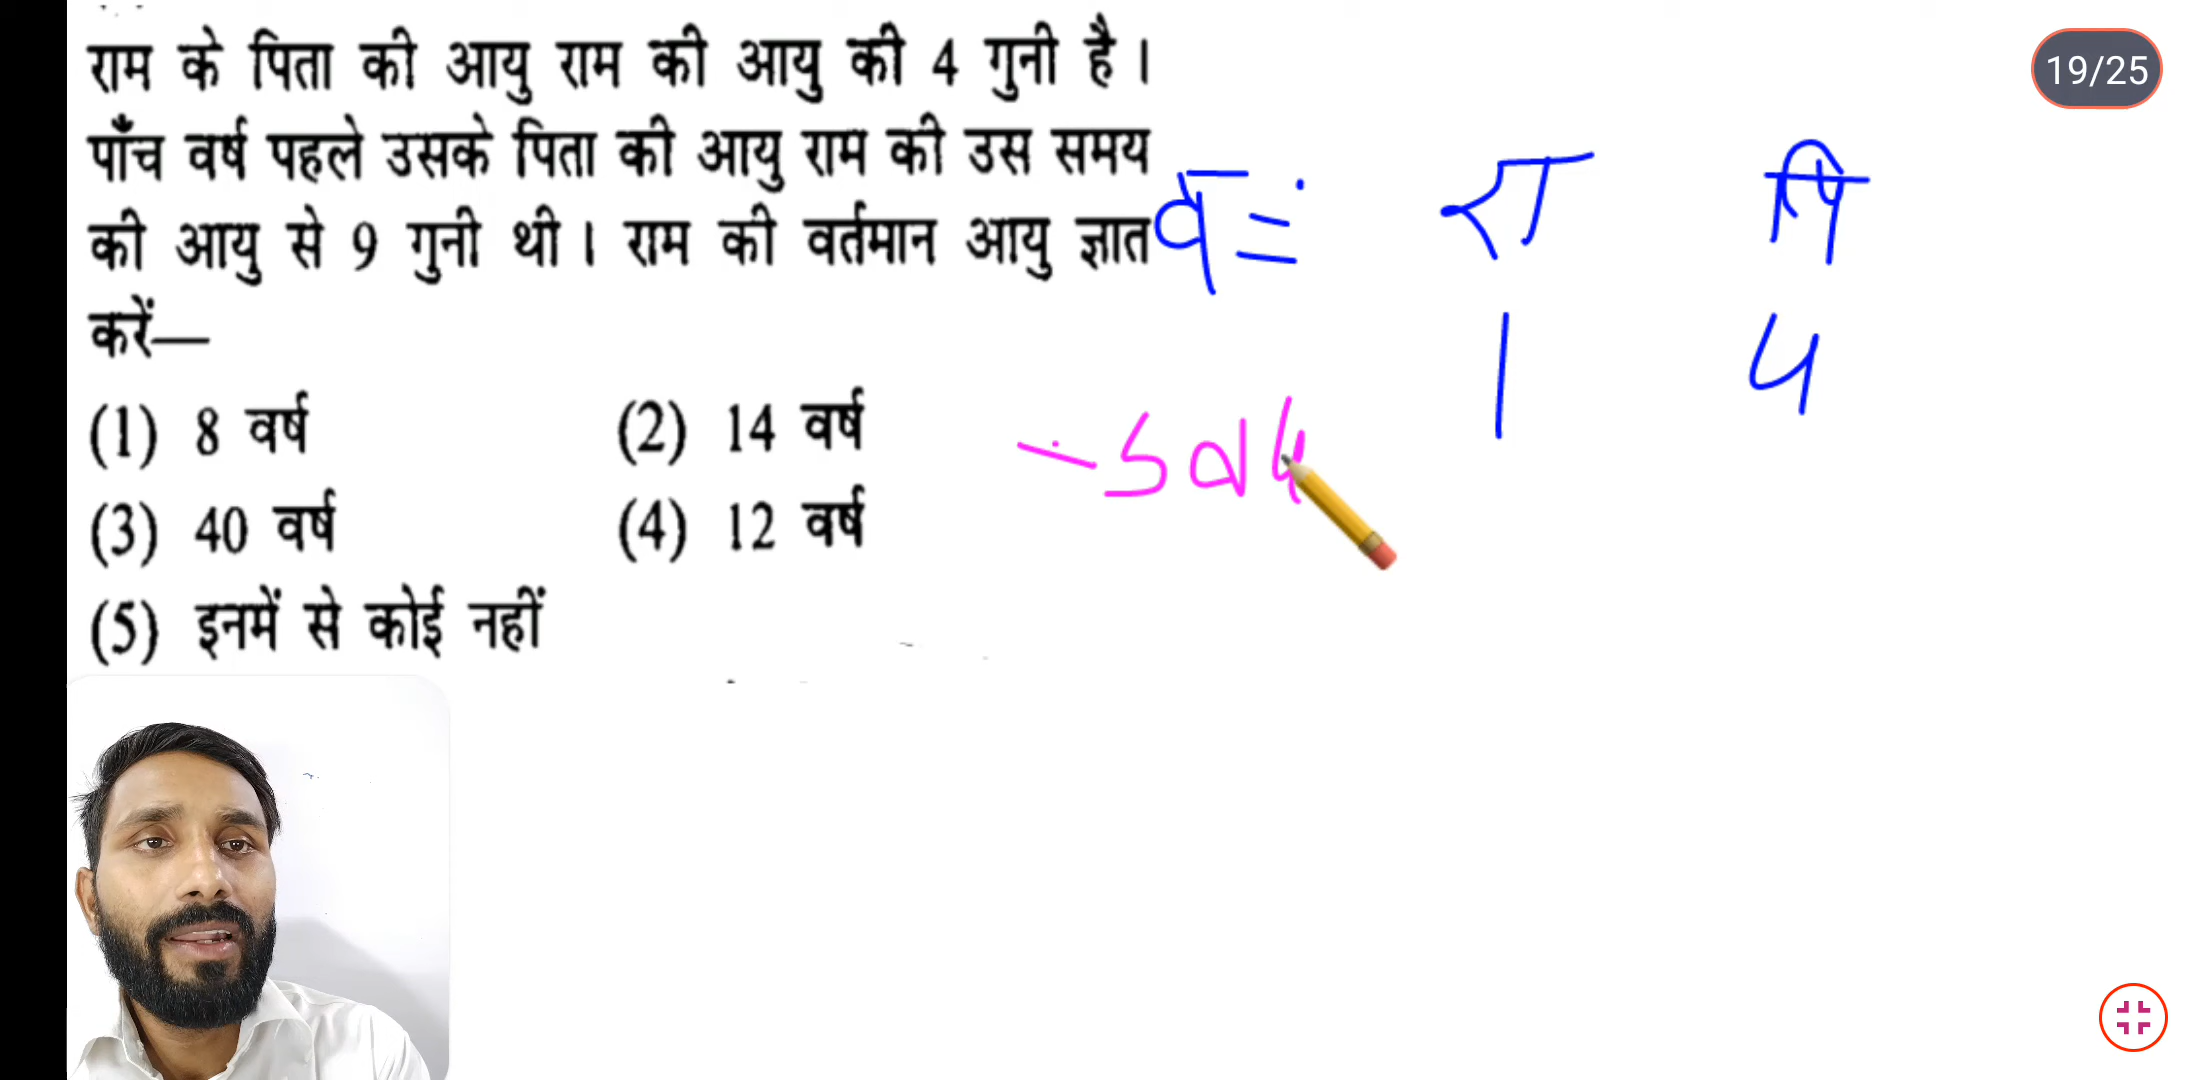 राम के पिता की आयु राम की आयु की 4 गुनी है।
पाँच वर्ष पहले उसके पिता की आयु राम की उस समय
की आयु से 9 गुनी थी। राम की वर्तमान आयु ज्ञात
करें—
(1) 8 वर्ष (2) 14 वर्ष
(3) 40 वर्ष (4) 12 वर्ष
(5) इनमें से कोई नहीं
19/25
व = रा पि
1 4
-5 वर्ष